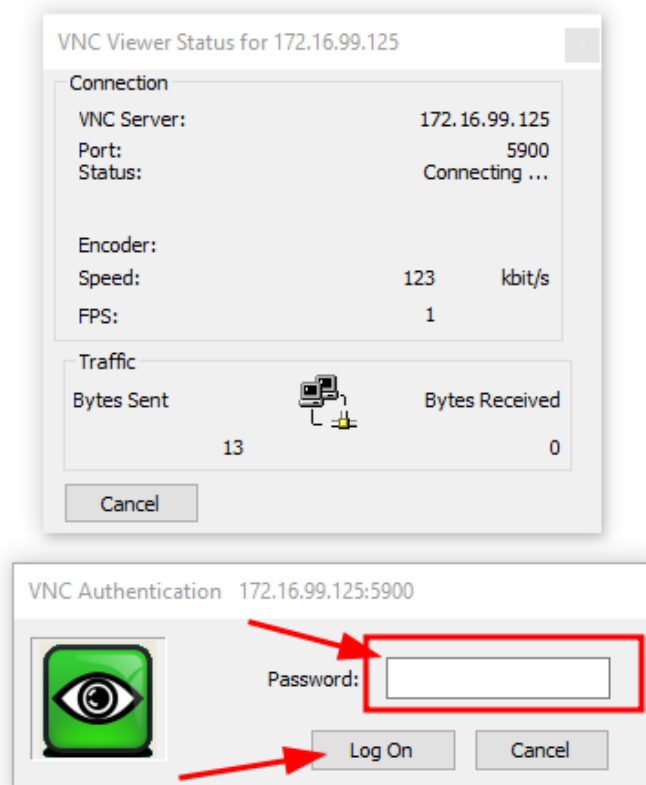 VNC Viewer Status for 172.16.99.125
Connection
VNC Server: 172.16.99.125
Port: 5900
Status: Connecting ...
Encoder:
Speed: 123 kbit/s
FPS: 1
Traffic
Bytes Sent Bytes Received
13 0
Cancel
VNC Authentication 172.16.99.125:5900
Password:
Log On Cancel